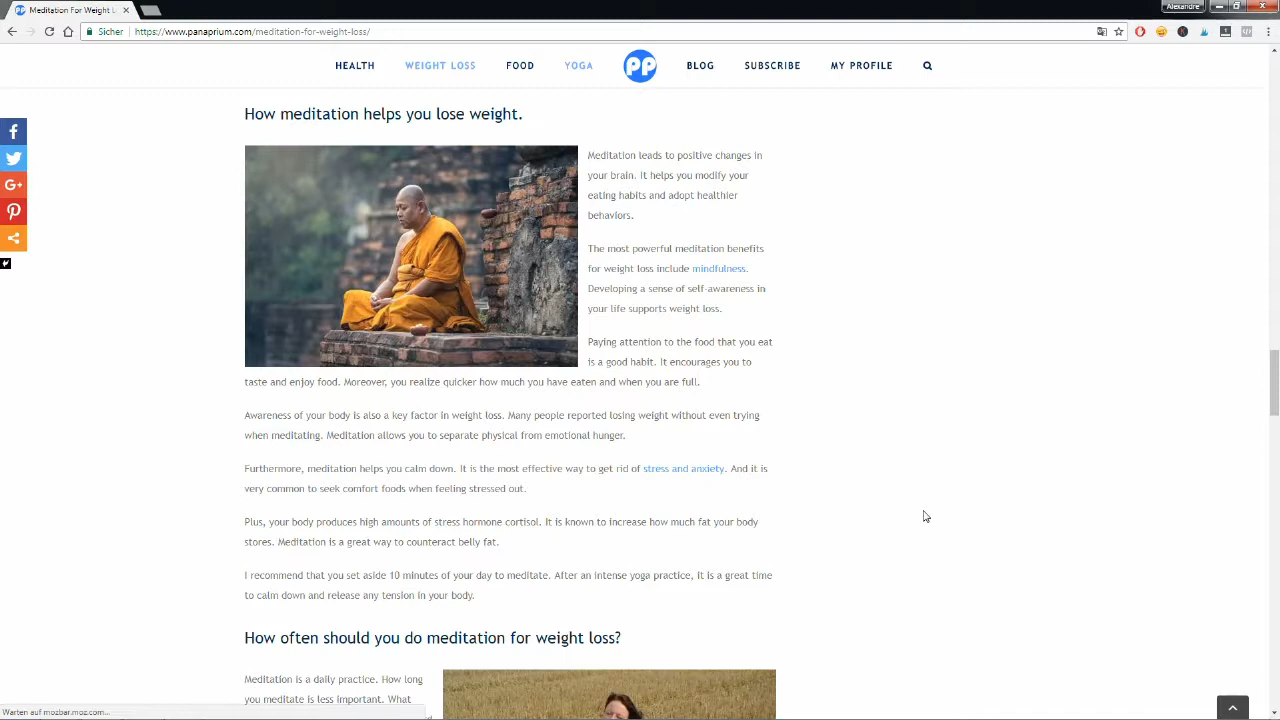 Meditation For Weight L
Alexandre
Sicher
https://www.panaprium.com/meditation-for-weight-loss/
HEALTH WEIGHT LOSS FOOD YOGA PP BLOG SUBSCRIBE MY PROFILE
How meditation helps you lose weight.
Meditation leads to positive changes in
your brain. It helps you modify your
eating habits and adopt healthier
behaviors.
The most powerful meditation benefits
for weight loss include mindfulness.
Developing a sense of self-awareness in
your life supports weight loss.
Paying attention to the food that you eat
is a good habit. It encourages you to
taste and enjoy food. Moreover, you realize quicker how much you have eaten and when you are full.
Awareness of your body is also a key factor in weight loss. Many people reported losing weight without even trying
when meditating. Meditation allows you to separate physical from emotional hunger.
Furthermore, meditation helps you calm down. It is the most effective way to get rid of stress and anxiety. And it is
very common to seek comfort foods when feeling stressed out.
Plus, your body produces high amounts of stress hormone cortisol. It is known to increase how much fat your body
stores. Meditation is a great way to counteract belly fat.
I recommend that you set aside 10 minutes of your day to meditate. After an intense yoga practice, it is a great time
to calm down and release any tension in your body.
How often should you do meditation for weight loss?
Meditation is a daily practice. How long
you meditate is less important. What
Warten auf mozbar.moz.com...